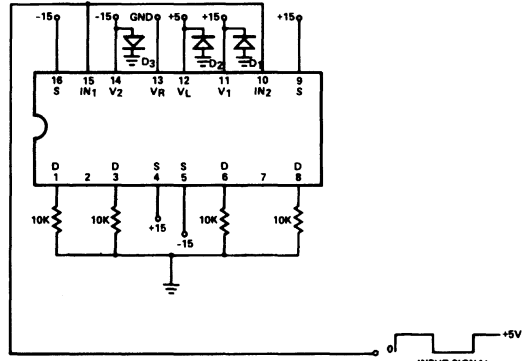 -15 -15 GND +5 +15 +15
D3 D2 D1
16 15 14 13 12 11 10 9
S IN1 V2 VR VL V1 IN2 S
D D S S D D
1 2 3 4 5 6 7 8
10K 10K +15 -15 10K 10K
0 +5V
INPUT SIGNAL